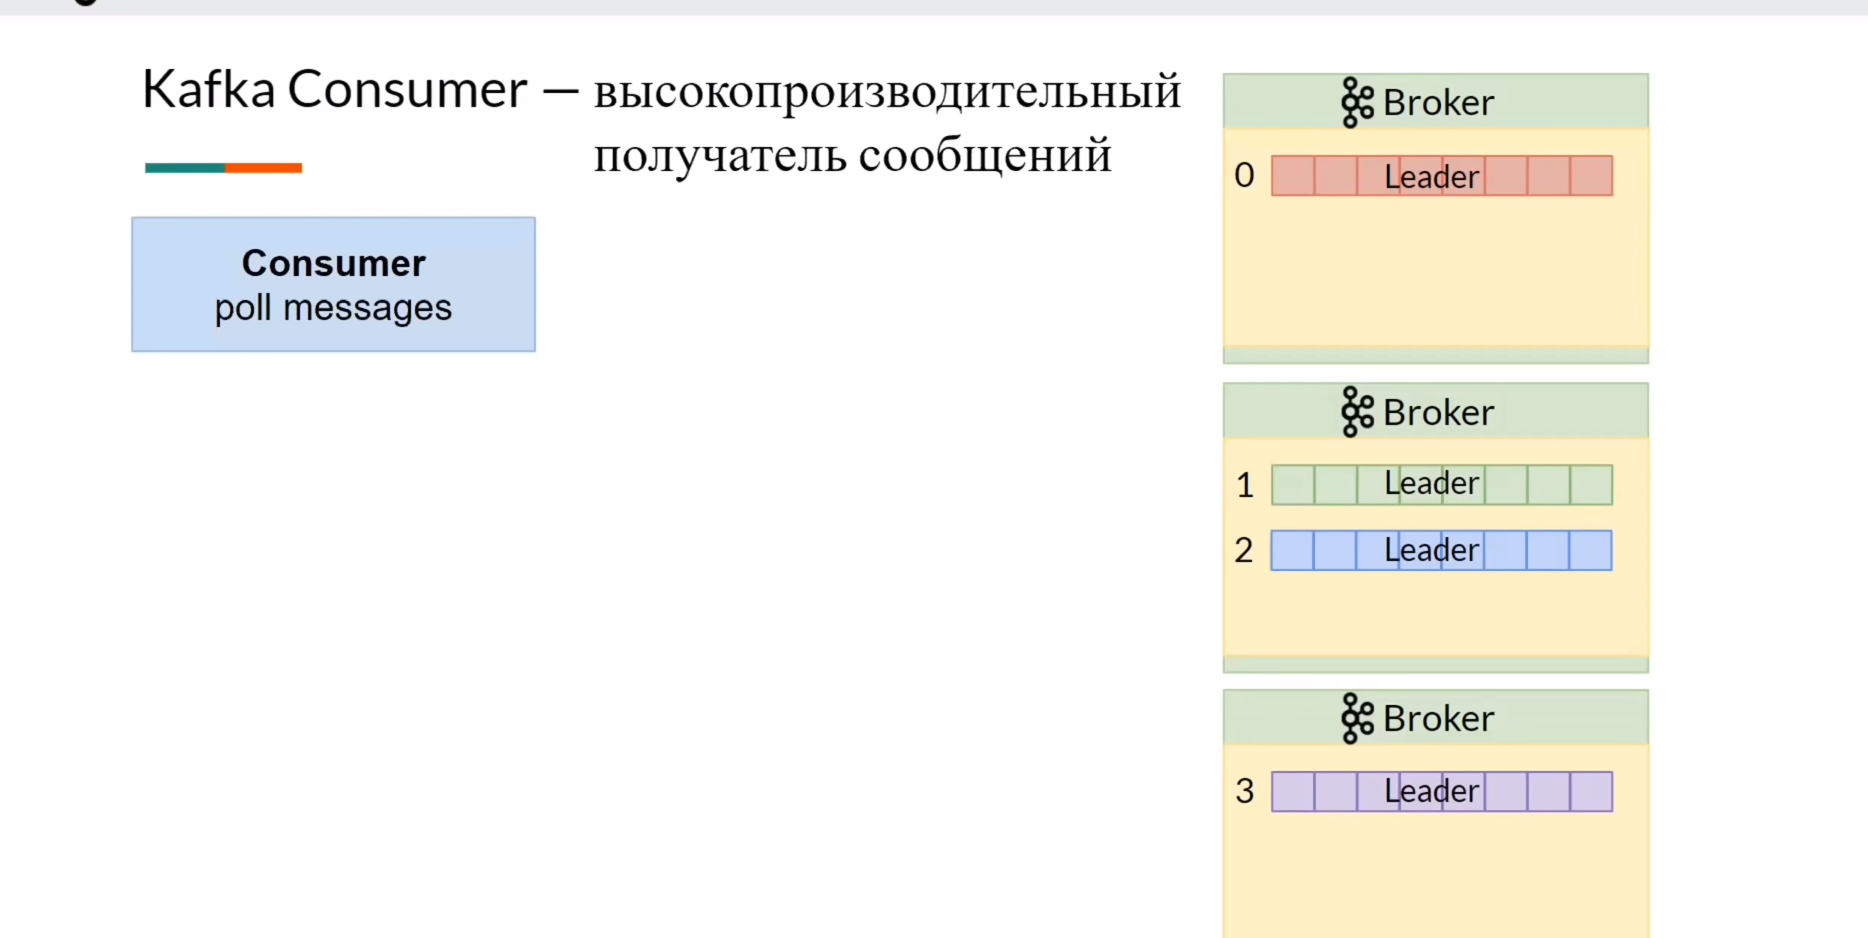 Kafka Consumer — высокопроизводительный
получатель сообщений
Consumer
poll messages
Broker
0 Leader
Broker
1 Leader
2 Leader
Broker
3 Leader